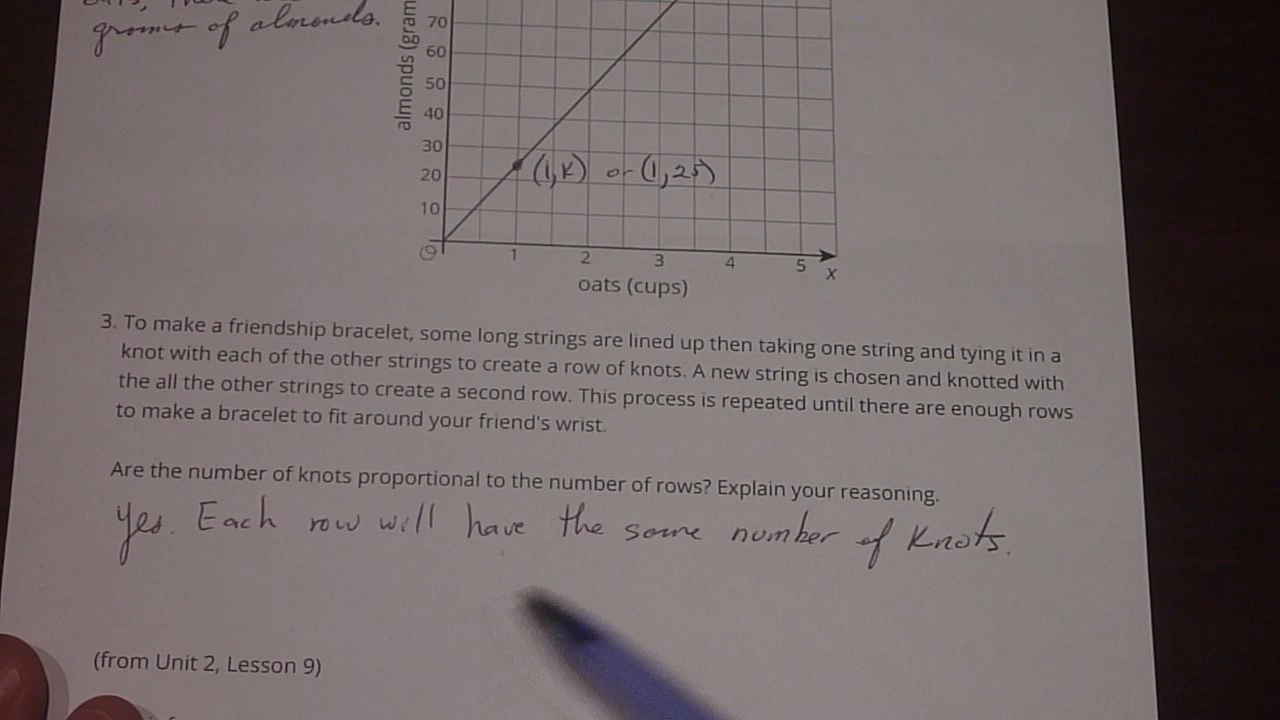 grams of almonds.
almonds (gram
70
60
50
40
30
20
10
(1,K) or (1,25)
1 2 3 4 5 x
oats (cups)
3. To make a friendship bracelet, some long strings are lined up then taking one string and tying it in a
knot with each of the other strings to create a row of knots. A new string is chosen and knotted with
the all the other strings to create a second row. This process is repeated until there are enough rows
to make a bracelet to fit around your friend's wrist.
Are the number of knots proportional to the number of rows? Explain your reasoning.
Yes. Each row will have the same number of knots.
(from Unit 2, Lesson 9)